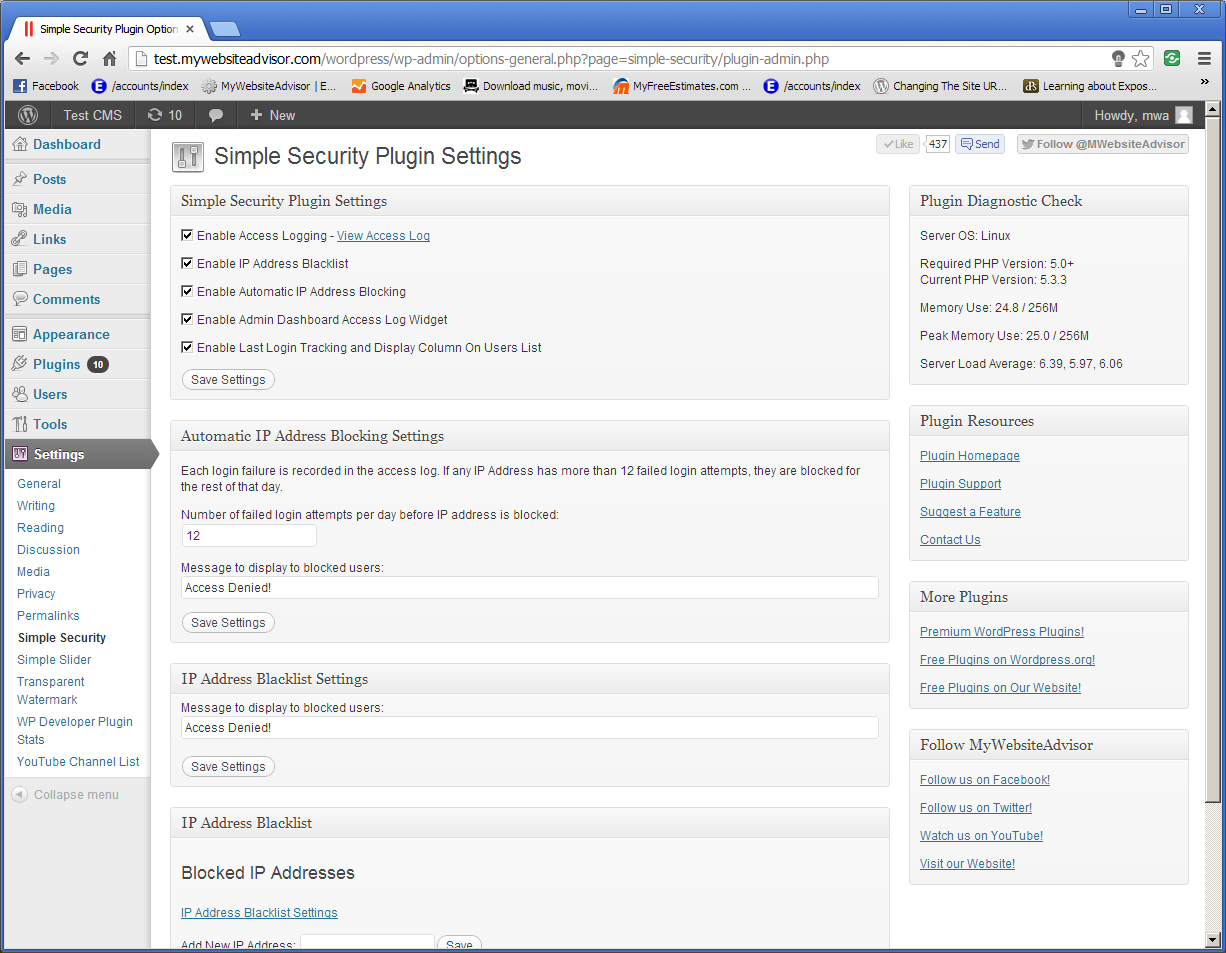 Simple Security Plugin Option
test.mywebsiteadvisor.com/wordpress/wp-admin/options-general.php?page=simple-security/plugin-admin.php
Facebook
/accounts/index
MyWebsiteAdvisor | E...
Google Analytics
Download music, movi...
MyFreeEstimates.com ...
/accounts/index
Changing The Site UR...
Learning about Expos...
Test CMS
10
New
Howdy, mwa
Dashboard
Posts
Media
Links
Pages
Comments
Appearance
Plugins 10
Users
Tools
Settings
General
Writing
Reading
Discussion
Media
Privacy
Permalinks
Simple Security
Simple Slider
Transparent
Watermark
WP Developer Plugin
Stats
YouTube Channel List
Collapse menu
Simple Security Plugin Settings
Like
437
Send
Follow @MWebsiteAdvisor
Simple Security Plugin Settings
Enable Access Logging - View Access Log
Enable IP Address Blacklist
Enable Automatic IP Address Blocking
Enable Admin Dashboard Access Log Widget
Enable Last Login Tracking and Display Column On Users List
Save Settings
Automatic IP Address Blocking Settings
Each login failure is recorded in the access log. If any IP Address has more than 12 failed login attempts, they are blocked for
the rest of that day.
Number of failed login attempts per day before IP address is blocked:
12
Message to display to blocked users:
Access Denied!
Save Settings
IP Address Blacklist Settings
Message to display to blocked users:
Access Denied!
Save Settings
IP Address Blacklist
Blocked IP Addresses
IP Address Blacklist Settings
Add New IP Address:
Save
Plugin Diagnostic Check
Server OS: Linux
Required PHP Version: 5.0+
Current PHP Version: 5.3.3
Memory Use: 24.8 / 256M
Peak Memory Use: 25.0 / 256M
Server Load Average: 6.39, 5.97, 6.06
Plugin Resources
Plugin Homepage
Plugin Support
Suggest a Feature
Contact Us
More Plugins
Premium WordPress Plugins!
Free Plugins on Wordpress.org!
Free Plugins on Our Website!
Follow MyWebsiteAdvisor
Follow us on Facebook!
Follow us on Twitter!
Watch us on YouTube!
Visit our Website!